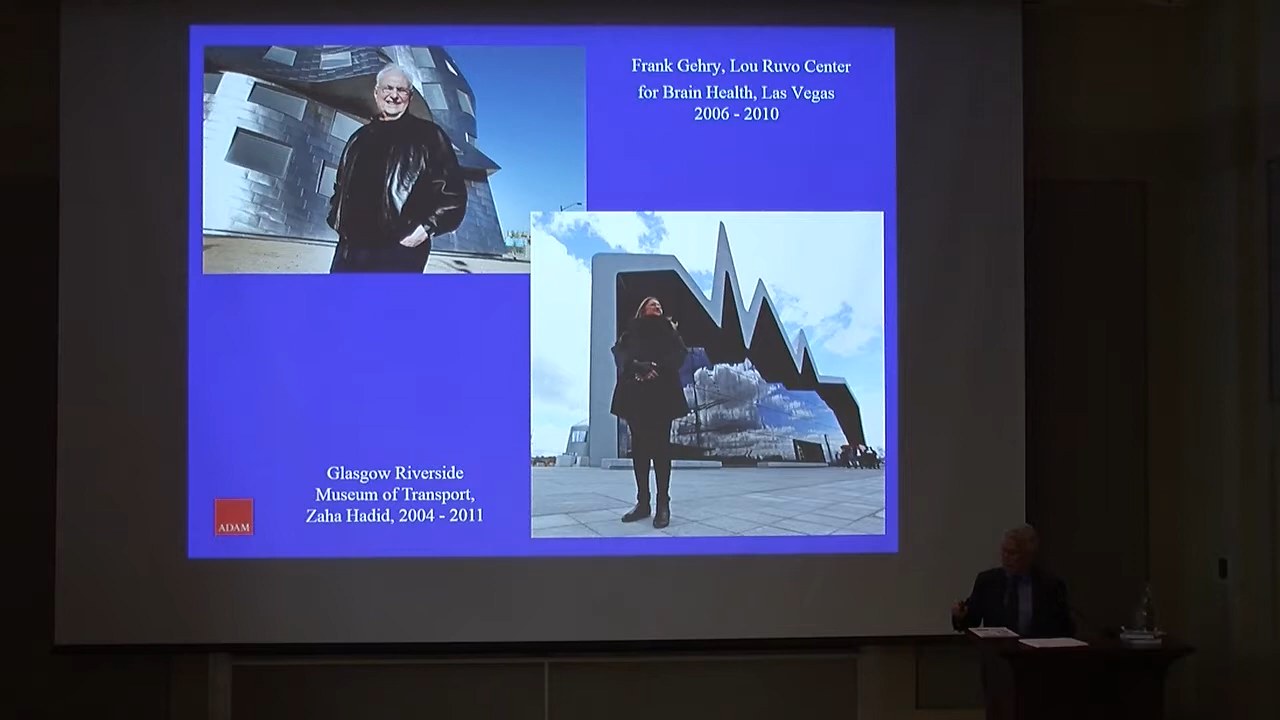 Frank Gehry, Lou Ruvo Center
for Brain Health, Las Vegas
2006 - 2010
Glasgow Riverside
Museum of Transport,
Zaha Hadid, 2004 - 2011
ADAM